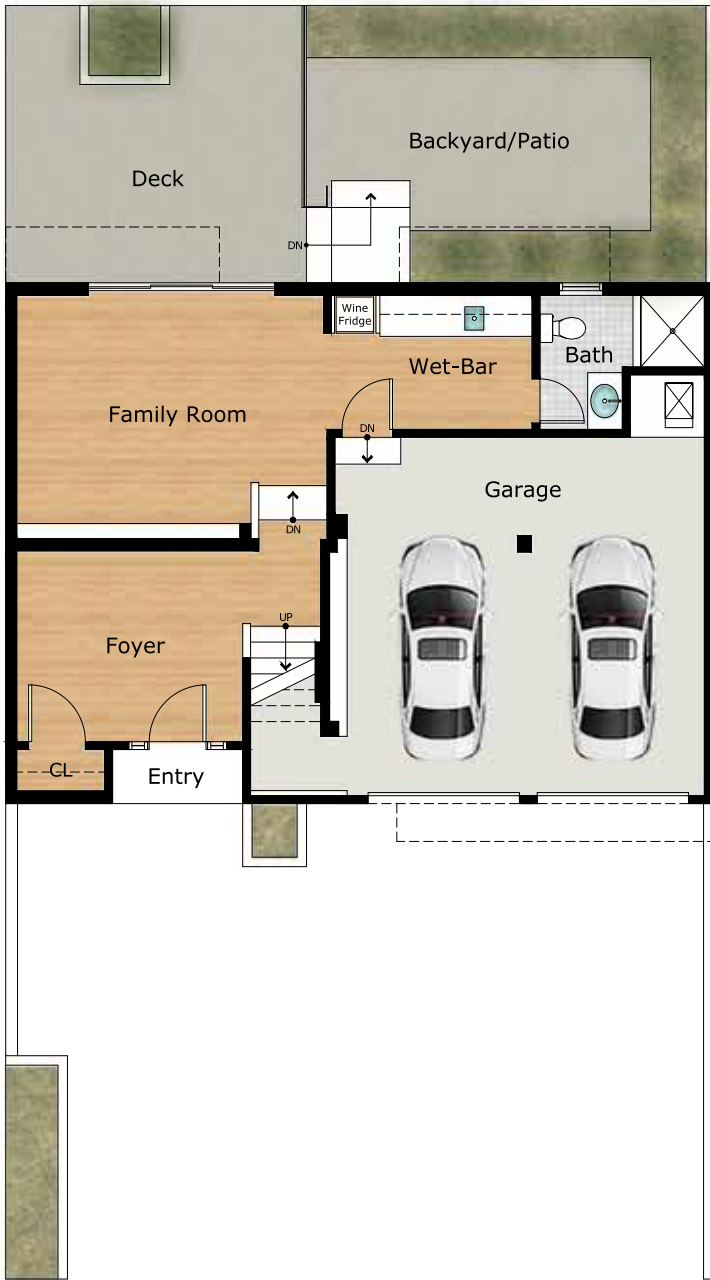 Deck
Backyard/Patio
DN
Wine
Fridge
Wet-Bar
Bath
Family Room
DN
Garage
DN
UP
Foyer
CL
Entry